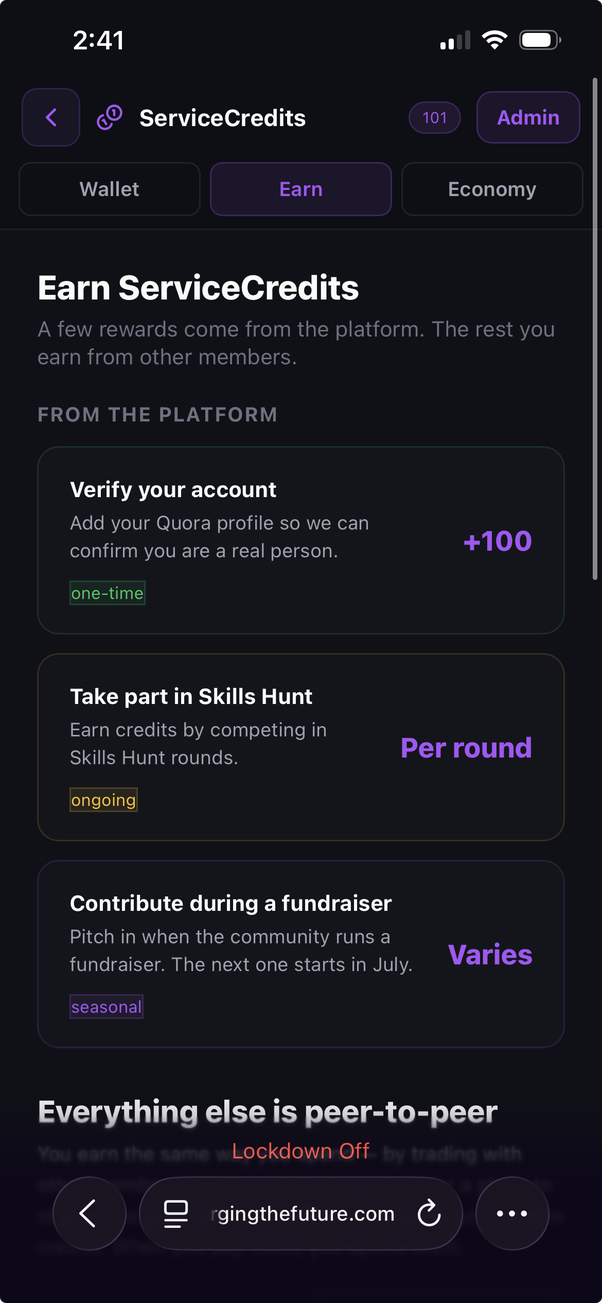 2:41
ServiceCredits
101
Admin
Wallet
Earn
Economy
Earn ServiceCredits
A few rewards come from the platform. The rest you
earn from other members.
FROM THE PLATFORM
Verify your account
Add your Quora profile so we can
confirm you are a real person.
+100
one-time
Take part in Skills Hunt
Earn credits by competing in
Skills Hunt rounds.
Per round
ongoing
Contribute during a fundraiser
Pitch in when the community runs a
fundraiser. The next one starts in July.
Varies
seasonal
Everything else is peer-to-peer
You earn the same way by trading with
Lockdown Off
rgingthefuture.com